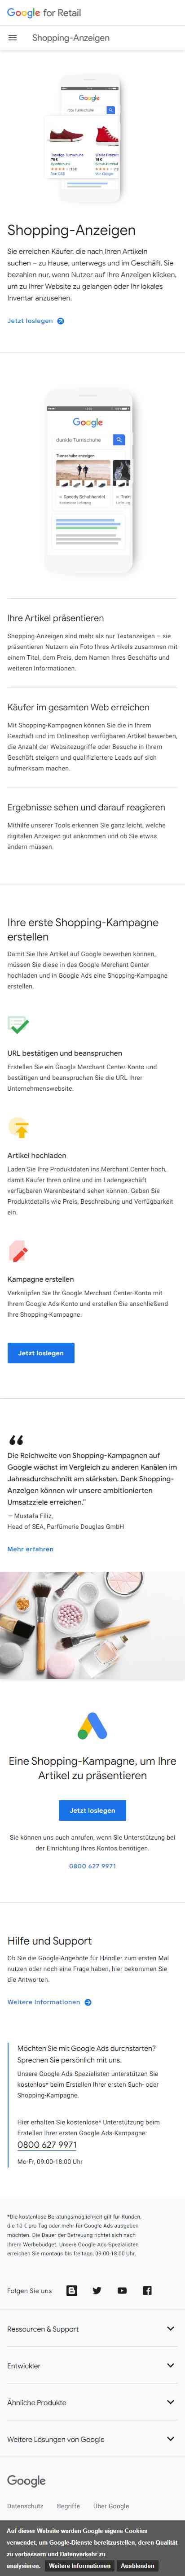 Google for Retail
Shopping-Anzeigen
Google
Shopping-Anzeigen
Sie erreichen Käufer, die nach Ihren Artikeln
suchen – zu Hause, unterwegs und im Geschäft. Sie
bezahlen nur, wenn Nutzer auf Ihre Anzeigen klicken,
um zu Ihrer Website zu gelangen oder Ihr lokales
Inventar anzusehen.
Jetzt loslegen
Google
dunkle Turnschuhe
Turnschuhe anzeigen
Speedy Schuhhandel
Ihre Artikel präsentieren
Shopping-Anzeigen sind mehr als nur Textanzeigen – sie
präsentieren Nutzern ein Foto Ihres Artikels zusammen mit
einem Titel, dem Preis, dem Namen Ihres Geschäfts und
weiteren Informationen.
Käufer im gesamten Web erreichen
Mit Shopping-Kampagnen können Sie die in Ihrem
Geschäft und im Onlineshop verfügbaren Artikel bewerben,
die Anzahl der Websitezugriffe oder Besuche in Ihrem
Geschäft steigern und qualifiziertere Leads auf sich
aufmerksam machen.
Ergebnisse sehen und darauf reagieren
Mithilfe unserer Tools erkennen Sie ganz leicht, welche
digitalen Anzeigen gut ankommen und ob Sie etwas
ändern müssen.
Ihre erste Shopping-Kampagne
erstellen
Damit Sie Ihre Artikel auf Google bewerben können,
müssen Sie diese in das Google Merchant Center
hochladen und in Google Ads eine Shopping-Kampagne
erstellen.
URL bestätigen und beanspruchen
Erstellen Sie ein Google Merchant Center-Konto und
bestätigen und beanspruchen Sie die URL Ihrer
Unternehmenswebsite.
Artikel hochladen
Laden Sie Ihre Produktdaten ins Merchant Center hoch,
damit Käufer Ihren online und im Ladengeschäft
verfügbaren Warenbestand sehen können. Geben Sie
Produktdetails wie Preis, Beschreibung und Verfügbarkeit
ein.
Kampagne erstellen
Verknüpfen Sie Ihr Google Merchant Center-Konto mit
Ihrem Google Ads-Konto und erstellen Sie anschließend
Ihre Shopping-Kampagne.
Jetzt loslegen
Die Reichweite von Shopping-Kampagnen auf
Google wächst im Vergleich zu anderen Kanälen im
Jahresdurchschnitt am stärksten. Dank Shopping-
Anzeigen können wir unsere ambitionierten
Umsatzziele erreichen.”
—Mustafa Filiz,
Head of SEA, Parfümerie Douglas GmbH
Mehr erfahren
Eine Shopping-Kampagne, um Ihre
Artikel zu präsentieren
Jetzt loslegen
Sie können uns auch anrufen, wenn Sie Unterstützung bei
der Einrichtung Ihres Kontos benötigen.
0800 627 9971
Hilfe und Support
Ob Sie die Google-Angebote für Händler zum ersten Mal
nutzen oder noch eine Frage haben, hier bekommen Sie
die Antworten.
Weitere Informationen
Möchten Sie mit Google Ads durchstarten?
Sprechen Sie persönlich mit uns.
Unsere Google Ads-Spezialisten unterstützen Sie
kostenlos* beim Erstellen Ihrer ersten Such- oder
Shopping-Kampagne.
Hier erhalten Sie kostenlose* Unterstützung beim
Erstellen Ihrer ersten Google Ads-Kampagne:
0800 627 9971
Mo-Fr, 09:00-18:00 Uhr
*Die kostenlose Beratungsmöglichkeit gilt für Kunden,
die 10 € pro Tag oder mehr für Google Ads ausgeben
möchten. Die Dauer der Betreuung richtet sich nach
Ihrem Werbebudget. Unsere Google Ads-Spezialisten
erreichen Sie montags bis freitags, 09:00-18:00 Uhr.
Folgen Sie uns
Ressourcen & Support
Entwickler
Ähnliche Produkte
Weitere Lösungen von Google
Google
Datenschutz Begriffe Über Google
Auf dieser Website werden Google eigene Cookies
verwendet, um Google-Dienste bereitzustellen, deren Qualität
zu verbessern und Datenverkehr zu
analysieren. Weitere Informationen Ausblenden